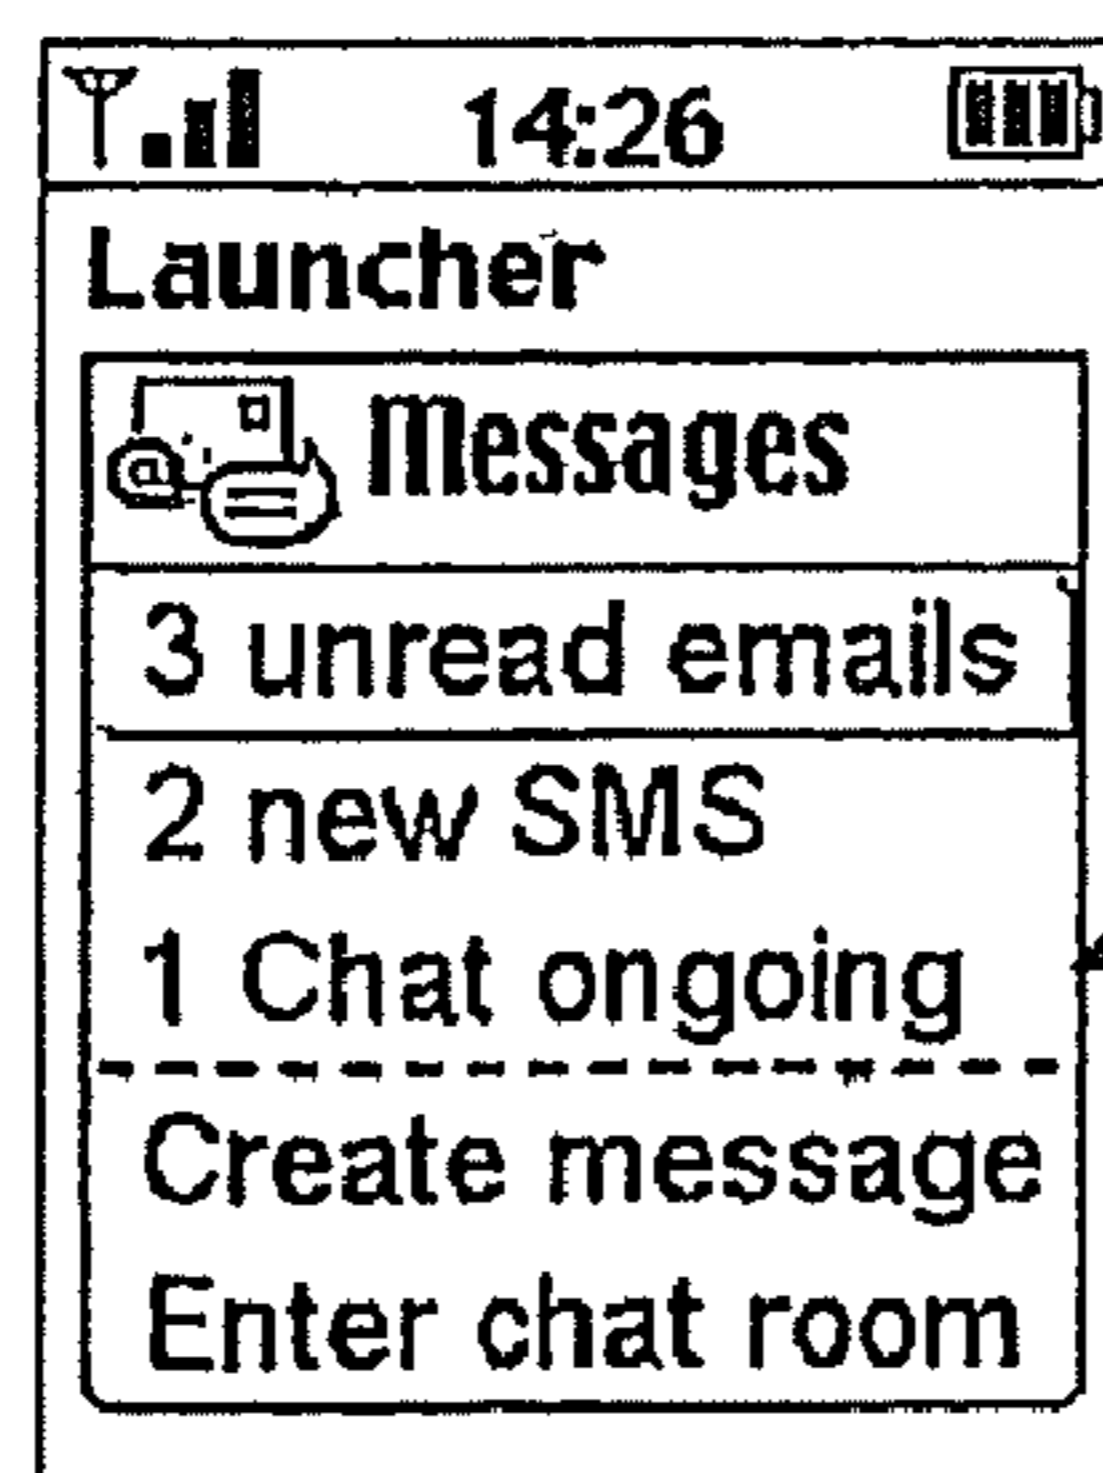 14:26
Launcher
@ Messages
3 unread emails
2 new SMS
1 Chat ongoing
Create message
Enter chat room